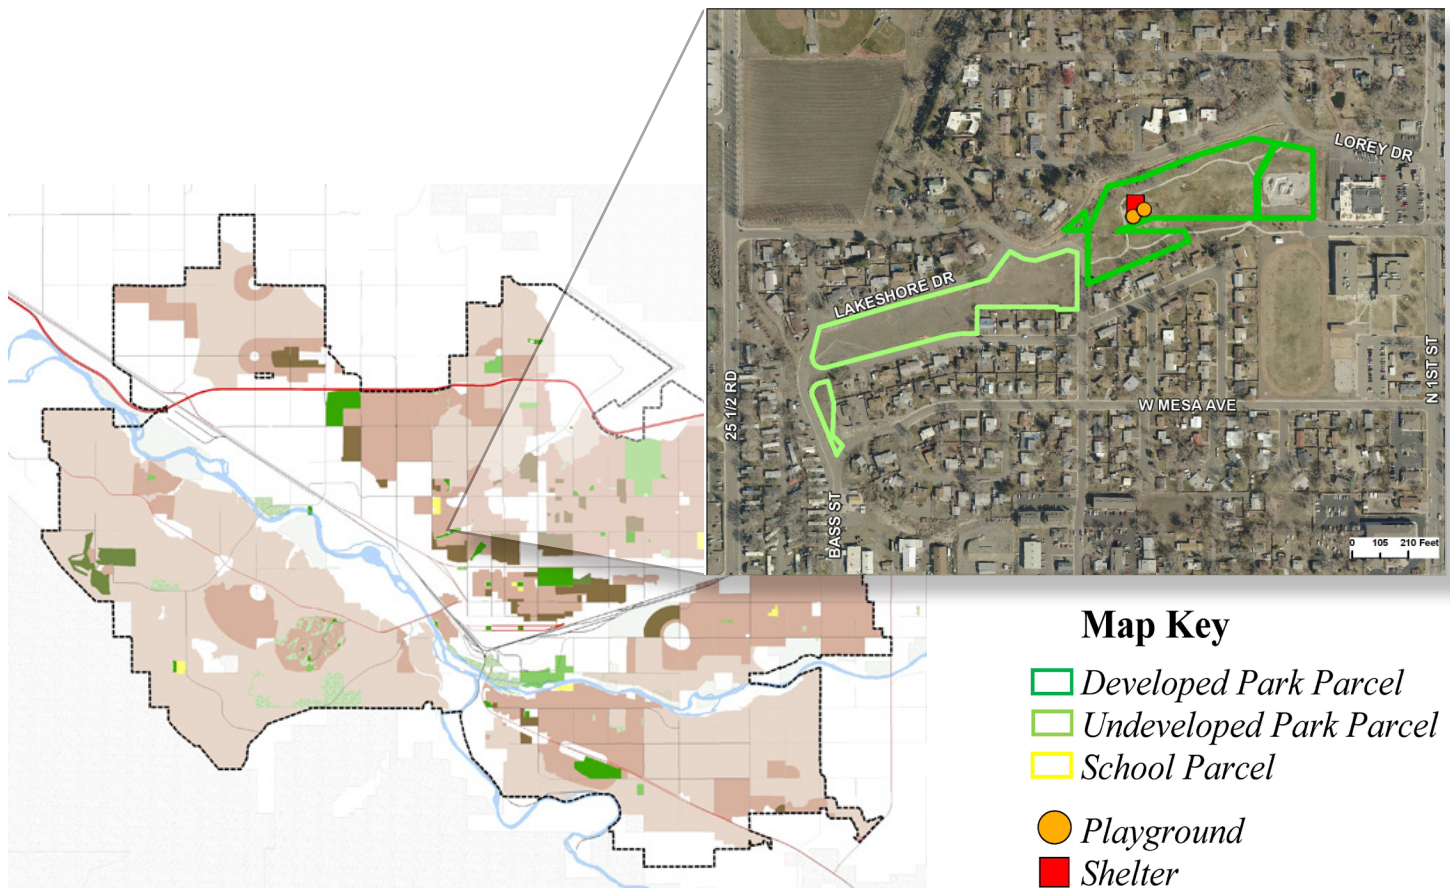 LOREY DR
LAKESHORE DR
25 1/2 RD
N 1ST ST
W MESA AVE
BASS ST
0 105 210 Feet
Map Key
Developed Park Parcel
Undeveloped Park Parcel
School Parcel
Playground
Shelter